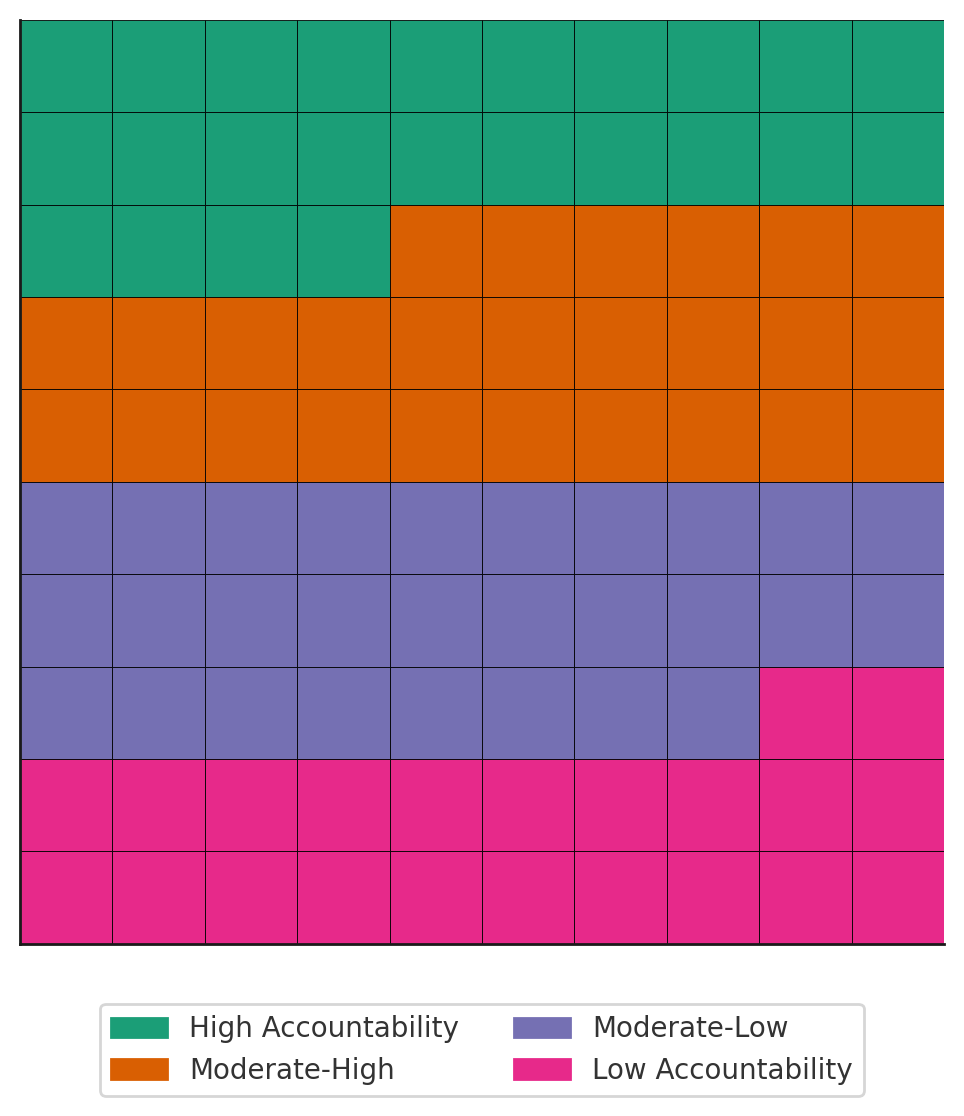 High Accountability
Moderate-High
Moderate-Low
Low Accountability